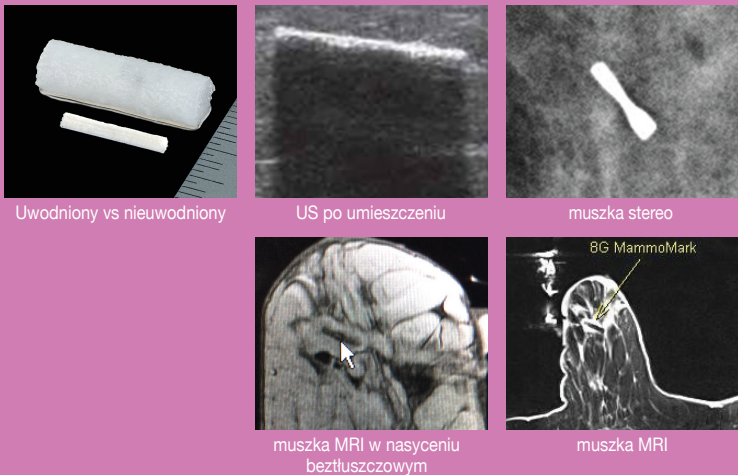 Uwodniony vs nieuwodniony
US po umieszczeniu
muszka stereo
8G MammoMark
muszka MRI w nasyceniu
beztłuszczowym
muszka MRI